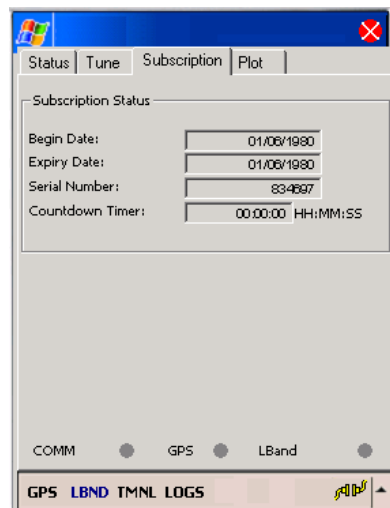 Status Tune Subscription Plot
Subscription Status
Begin Date: 01/06/1980
Expiry Date: 01/06/1980
Serial Number: 834697
Countdown Timer: 00:00:00 HH:MM:SS
COMM GPS LBand
GPS LBND TMNL LOGS